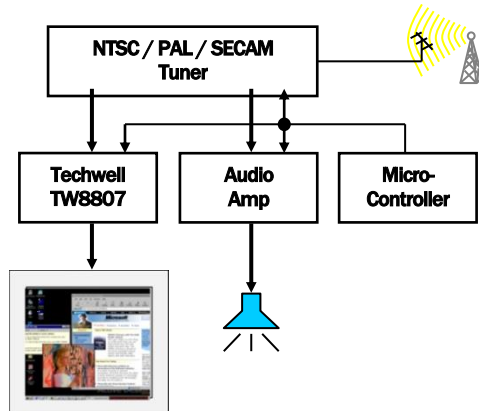 NTSC / PAL / SECAM
Tuner
Techwell
TW8807
Audio
Amp
Micro-
Controller